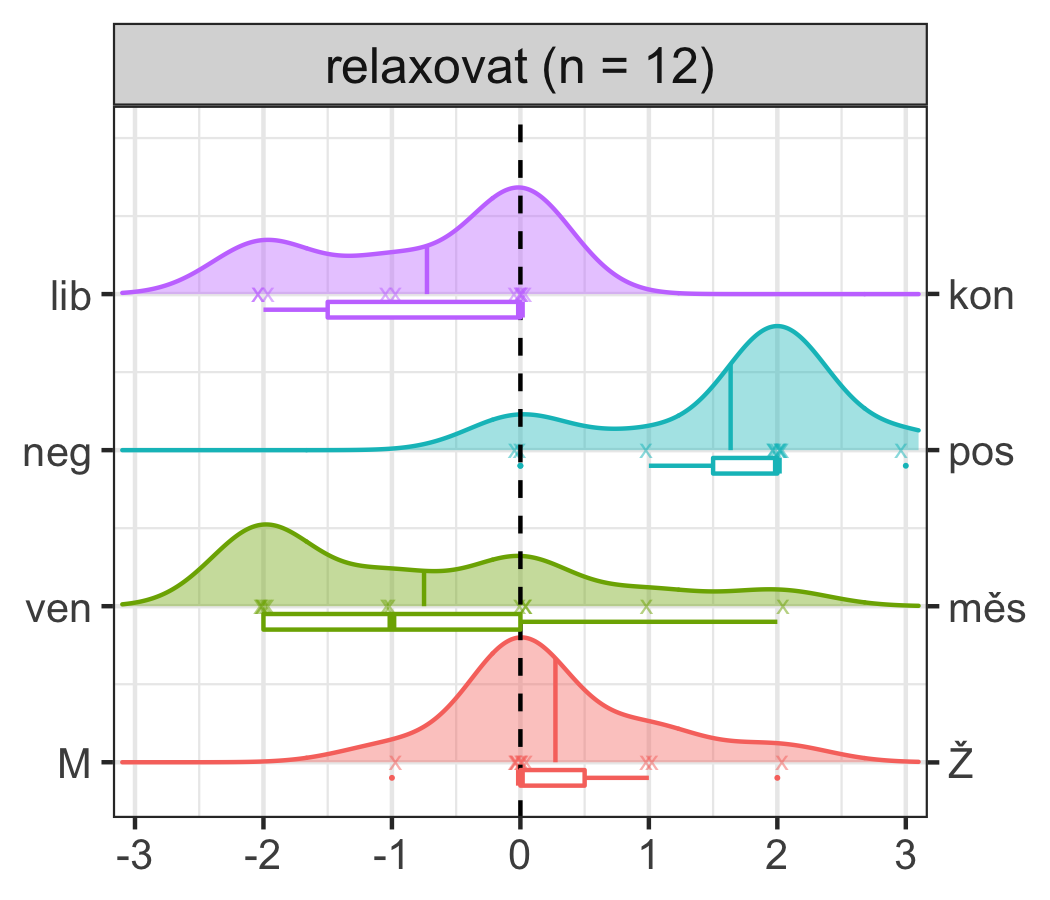 relaxovat (n = 12)
lib kon
neg pos
ven měs
M Ž
-3 -2 -1 0 1 2 3